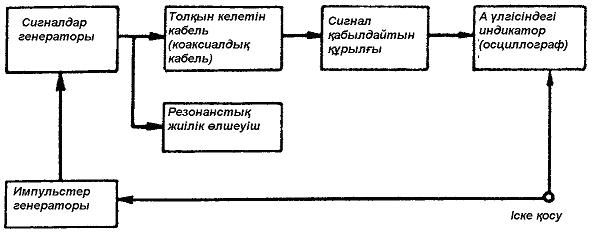 Сигналдар
генераторы
Толқын келетін
кабель
(коаксиалдық
кабель)
Сигнал
қабылдайтын
құрылғы
А үлгісіндегі
индикатор
(осциллограф)
Резонанстық
жиілік өлшеуіш
Импульстер
генераторы
Іске қосу